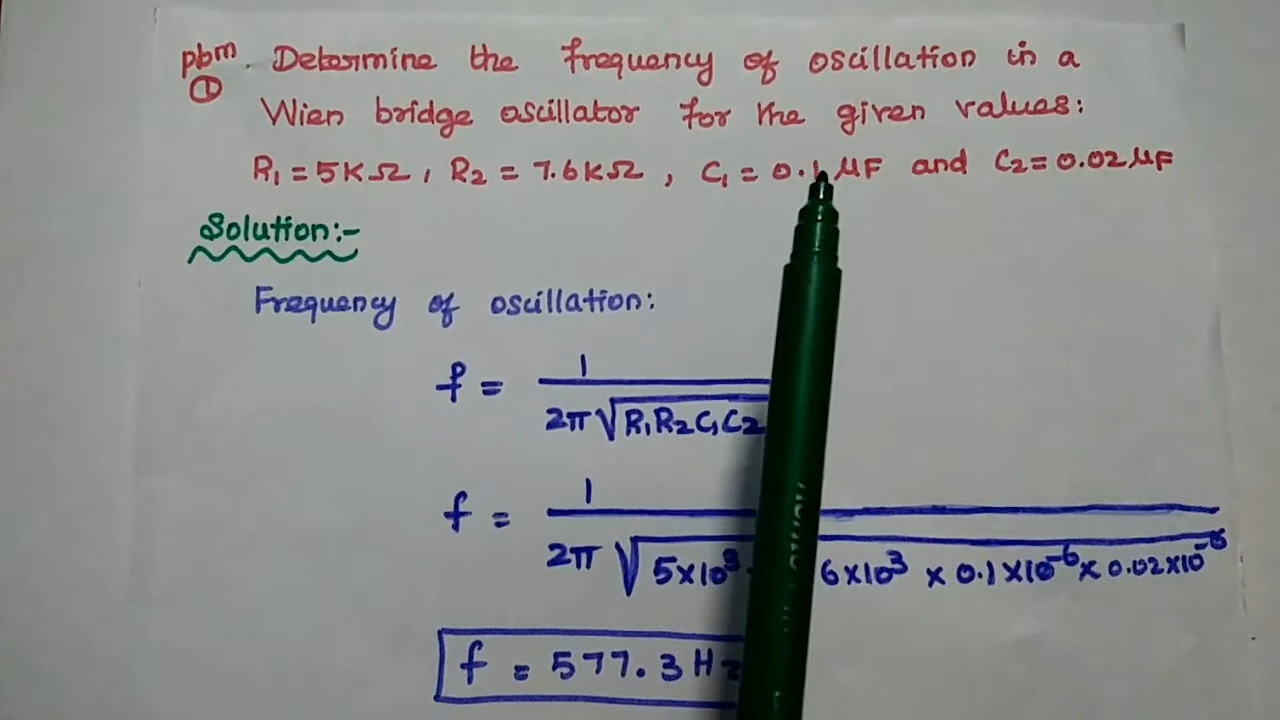 pbm. Determine the frequency of oscillation in a
① Wien bridge oscillator for the given values:
R₁ = 5KΩ, R₂ = 7.6KΩ, C₁ = 0.1μF and C₂ = 0.02μF
Solution:-
Frequency of oscillation:
f = 1 / 2π√R₁R₂C₁C₂
f = 1 / 2π√5×10³ 6×10³ × 0.1×10⁻⁶ × 0.02×10⁻⁶
f = 577.3 Hz